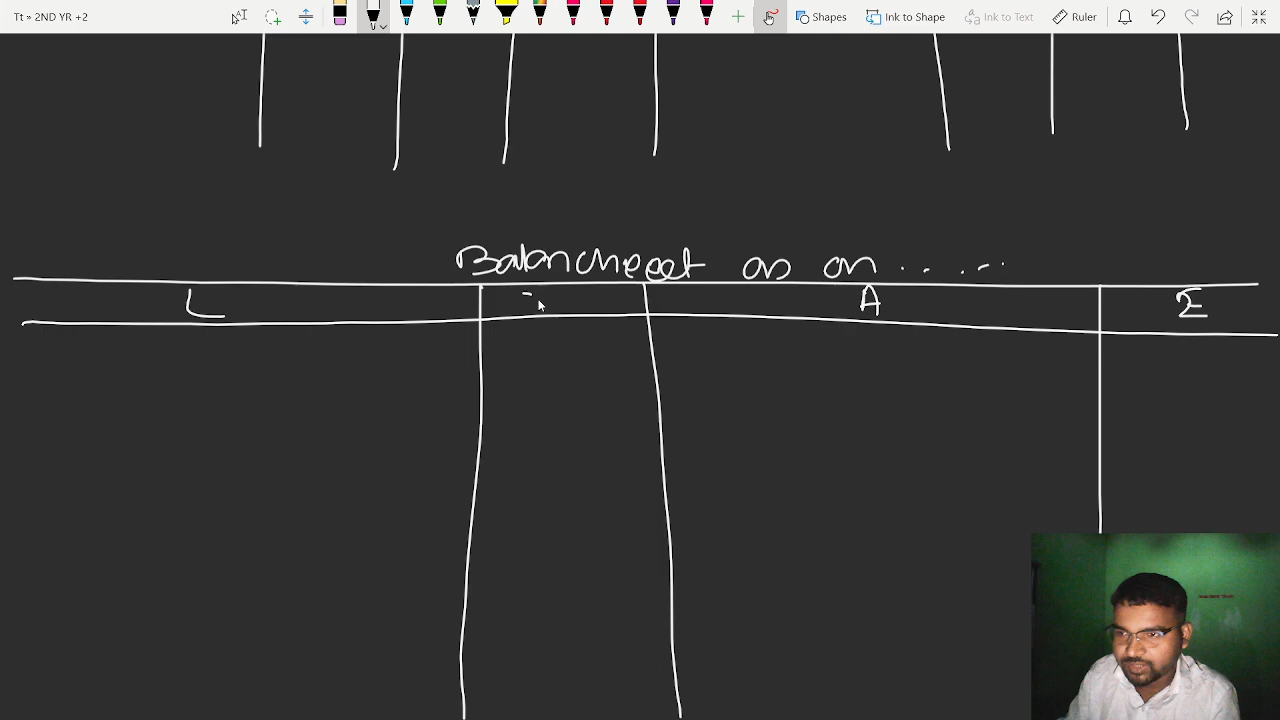 Tt » 2ND YR +2
Shapes
Ink to Shape
Ink to Text
Ruler
Balancheeet as on . . . . . .
L A Σ